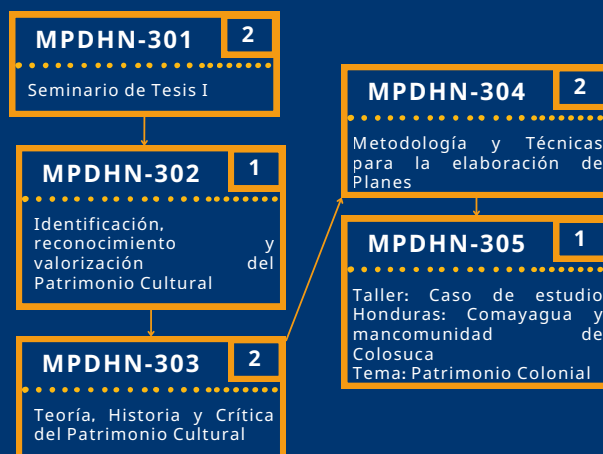 MPDHN-301 2
Seminario de Tesis I
MPDHN-302 1
Identificación,
reconocimiento y
valorización del
Patrimonio Cultural
MPDHN-303 2
Teoría, Historia y Crítica
del Patrimonio Cultural
MPDHN-304 2
Metodología y Técnicas
para la elaboración de
Planes
MPDHN-305 1
Taller: Caso de estudio
Honduras: Comayagua y
mancomunidad de
Colosuca
Tema: Patrimonio Colonial